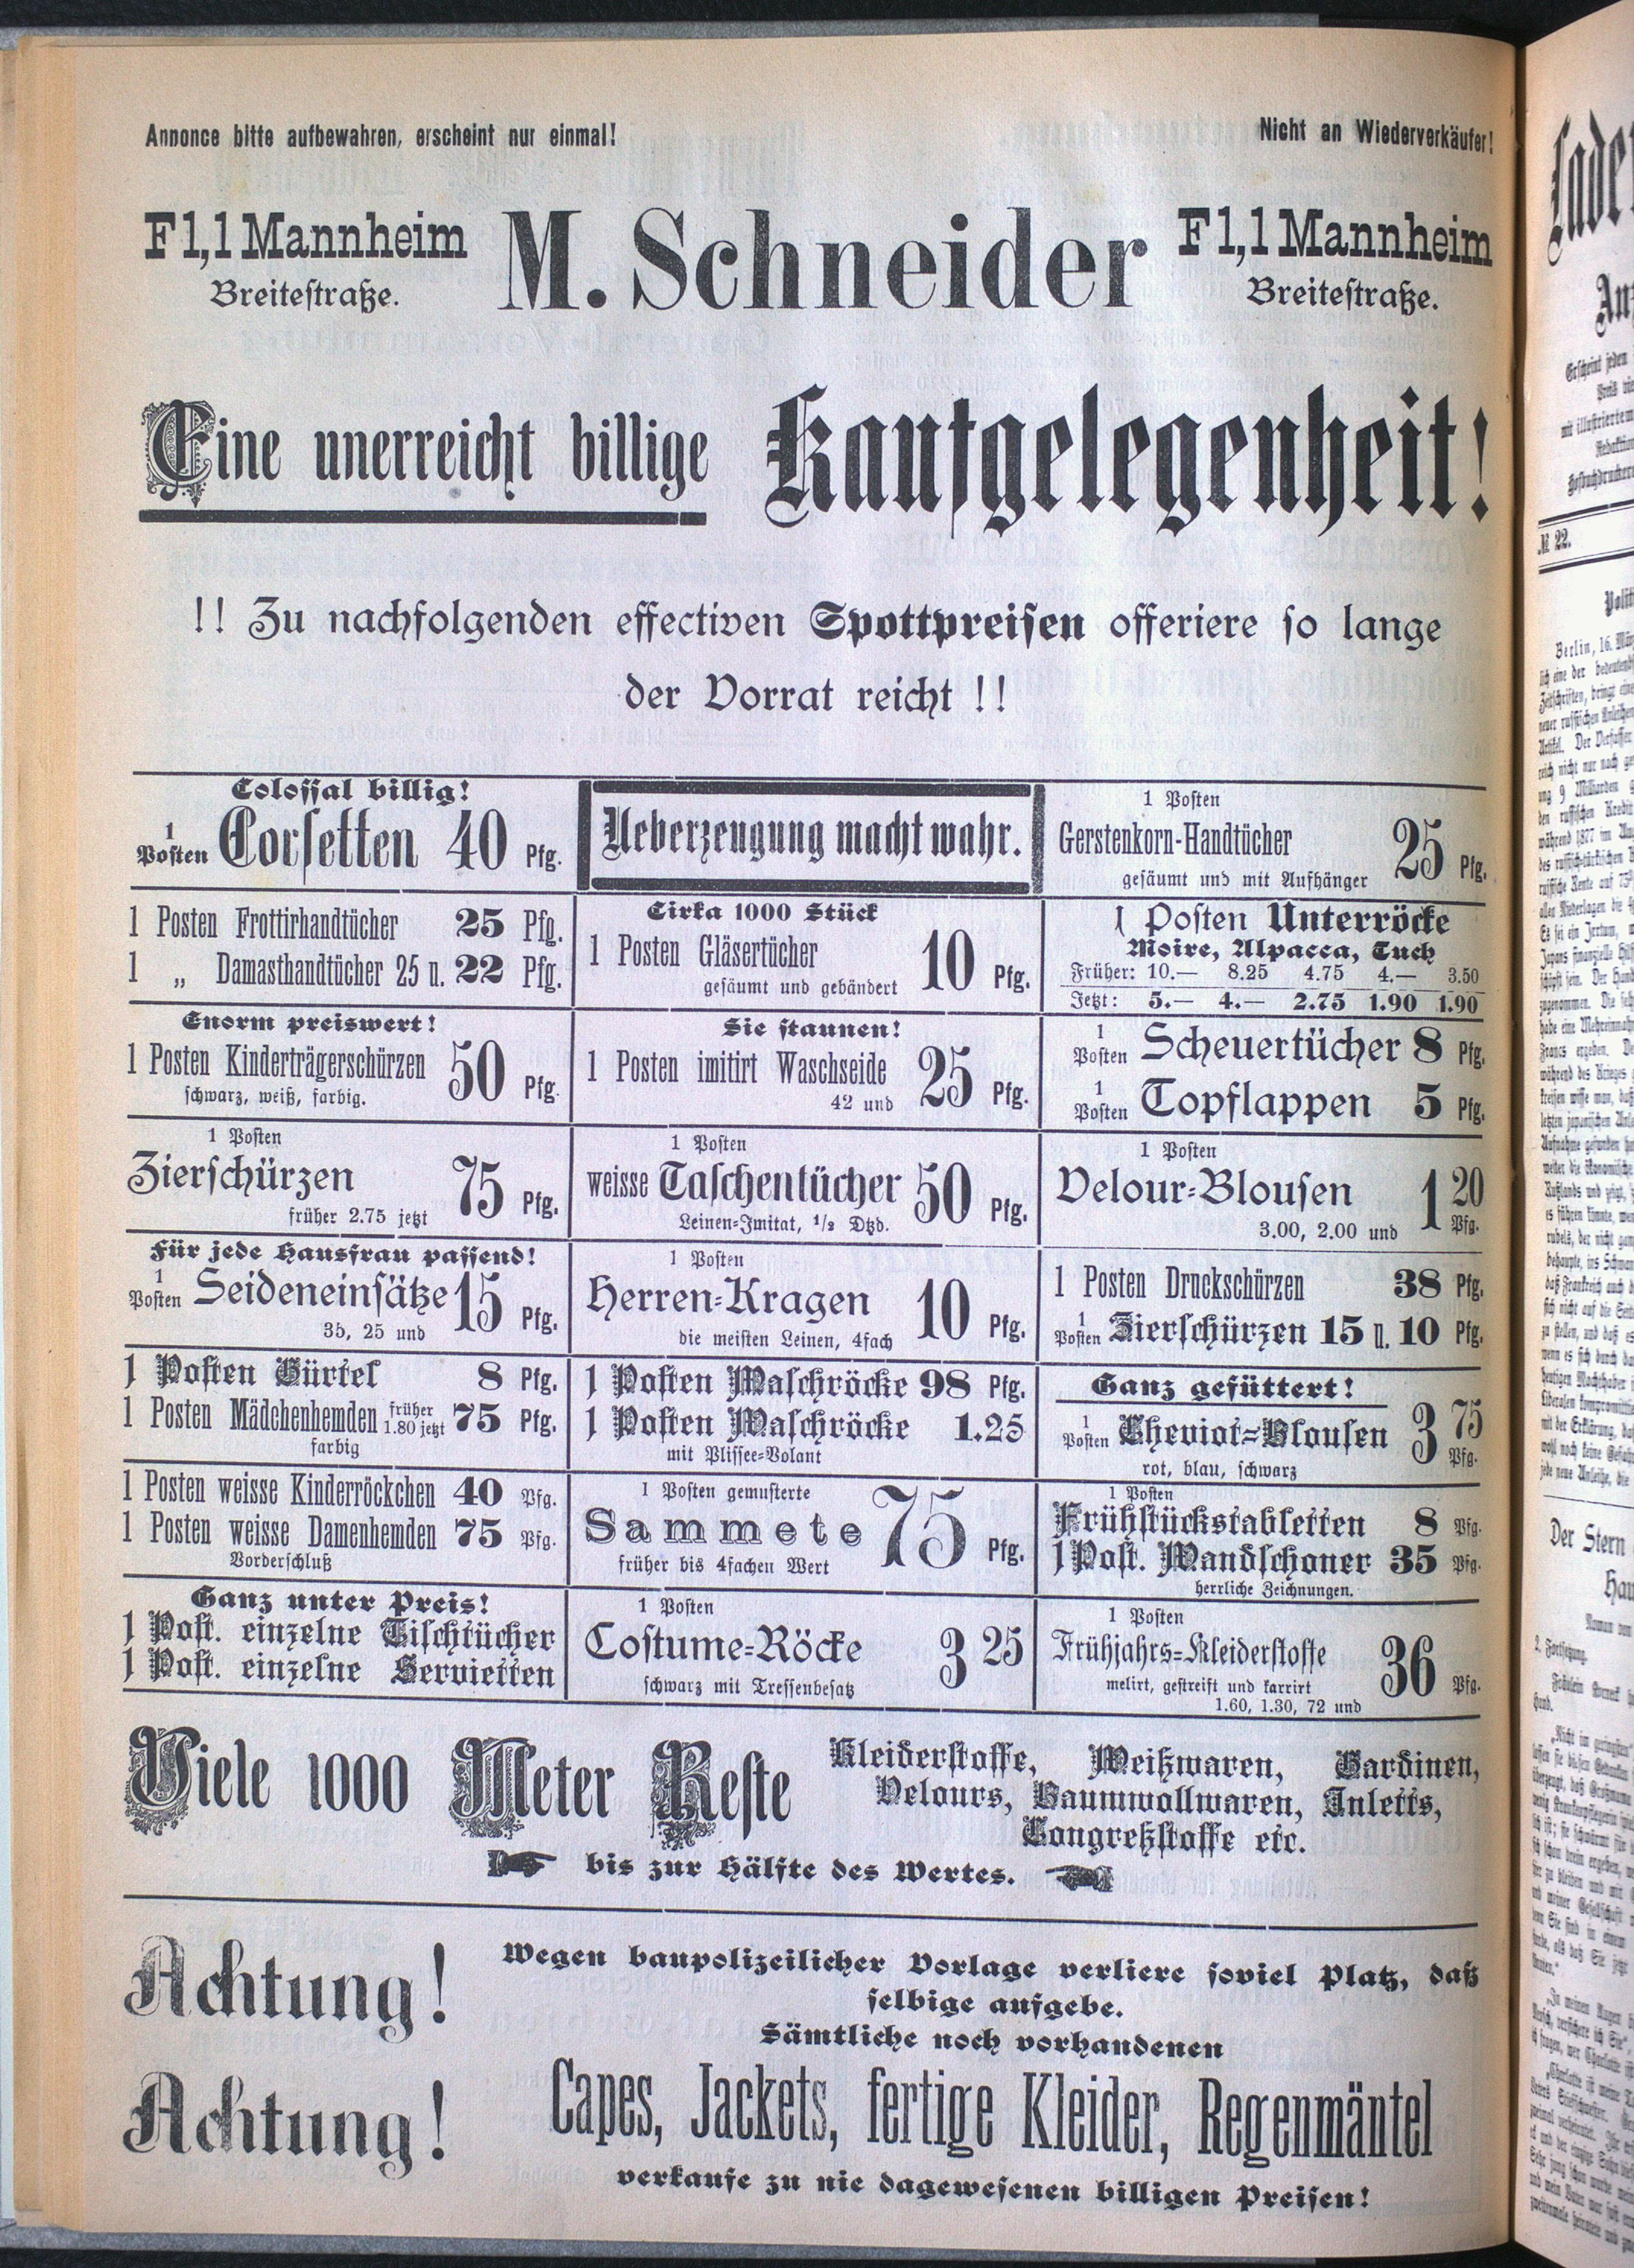 Annonce bitte aufbewahren, erscheint nur einmal!
Nicht an Wiederverkäufer!
F 1,1 Mannheim
Breitestraße.
M. Schneider
F 1,1 Mannheim
Breitestraße.
Eine unerreicht billige Kaufgelegenheit!
!! Zu nachfolgenden effectiven Spottpreisen offeriere so lange
der Vorrat reicht !!
Colossal billig!
1 Posten Corsetten 40 Pfg.
Ueberzeugung macht wahr.
1 Posten
Gerstenkorn-Handtücher 25 Pfg.
gesäumt und mit Aufhänger
1 Posten Frottirhandtücher 25 Pfg.
1 „ Damasthandtücher 25 u. 22 Pfg.
Cirka 1000 Stück
1 Posten Gläsertücher 10 Pfg.
gesäumt und gebändert
1 Posten Unterröcke
Moire, Alpacca, Tuch
Früher: 10.— 8.25 4.75 4.— 3.50
Jetzt: 5.— 4.— 2.75 1.90 1.90
Enorm preiswert!
1 Posten Kinderträgerschürzen 50 Pfg.
schwarz, weiß, farbig.
Sie staunen!
1 Posten imitirt Waschseide 25 Pfg.
42 und
1 Posten Scheuertücher 8 Pfg.
1 Posten Topflappen 5 Pfg.
1 Posten
Zierschürzen 75 Pfg.
früher 2.75 jetzt
1 Posten
weisse Taschentücher 50 Pfg.
Leinen-Imitat, 1/2 Dtzd.
1 Posten
Velour-Blousen 1 20 Pfg.
3.00, 2.00 und
Für jede Hausfrau passend!
1 Posten Seideneinsätze 15 Pfg.
35, 25 und
1 Posten
Herren-Kragen 10 Pfg.
die meisten Leinen, 4fach
1 Posten Druckschürzen 38 Pfg.
1 Posten Zierschürzen 15 u. 10 Pfg.
1 Posten Gürtel 8 Pfg.
1 Posten Mädchenhemden früher 1.80 jetzt 75 Pfg.
farbig
1 Posten Waschröcke 98 Pfg.
1 Posten Waschröcke 1.25
mit Plissee-Volant
Ganz gefüttert!
1 Posten Cheviot-Blousen 3 75 Pfg.
rot, blau, schwarz
1 Posten weisse Kinderröckchen 40 Pfg.
1 Posten weisse Damenhemden 75 Pfg.
Vorderschluß
1 Posten gemusterte
Sammete 75 Pfg.
früher bis 4fachen Wert
1 Posten
Frühstückstabletten 8 Pfg.
1 Post. Wandschoner 35 Pfg.
herrliche Zeichnungen.
Ganz unter Preis!
1 Post. einzelne Tischtücher
1 Post. einzelne Servietten
1 Posten
Costume-Röcke 3 25
schwarz mit Tressenbesatz
1 Posten
Frühjahrs-Kleiderstoffe 36 Pfg.
melirt, gestreift und karrirt
1.60, 1.30, 72 und
Viele 1000 Meter Reste
Kleiderstoffe, Weißwaren, Gardinen,
Velours, Baumwollwaren, Inletts,
Congreßstoffe etc.
bis zur Hälfte des Wertes.
Achtung!
Wegen baupolizeilicher Vorlage verliere soviel Platz, daß
selbige aufgebe.
Sämtliche noch vorhandenen
Achtung!
Capes, Jackets, fertige Kleider, Regenmäntel
verkaufe zu nie dagewesenen billigen Preisen!
№ 22.
Berlin, 16.
Der Stern